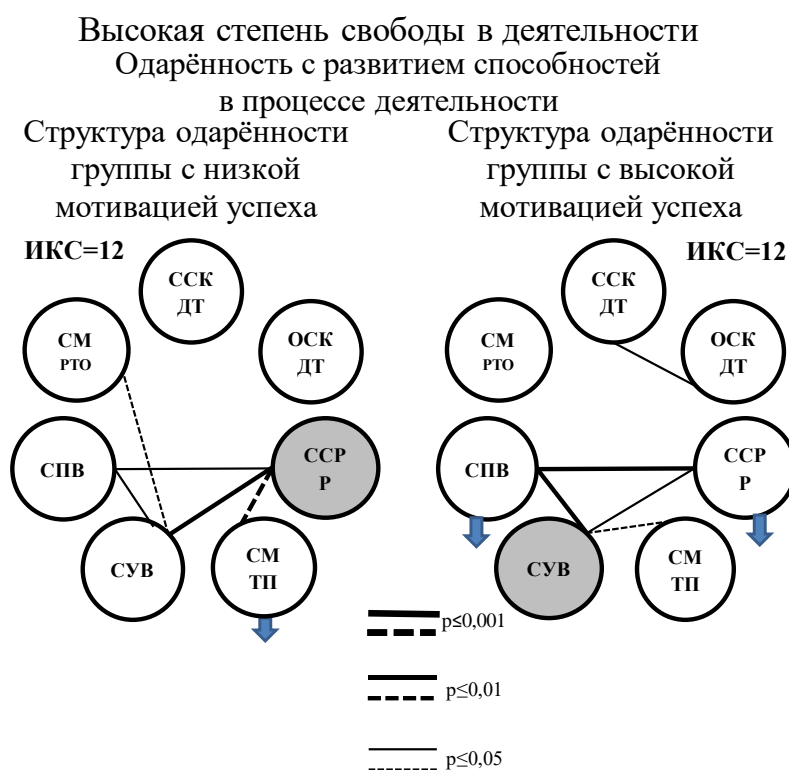 Высокая степень свободы в деятельности
Одарённость с развитием способностей
в процессе деятельности
Структура одарённости
группы с низкой
мотивацией успеха
ИКС=12
ССК
ДТ
СМ
РТО
ОСК
ДТ
СПВ
ССР
Р
СУВ
СМ
ТП
Структура одарённости
группы с высокой
мотивацией успеха
ИКС=12
ССК
ДТ
СМ
РТО
ОСК
ДТ
СПВ
ССР
Р
СУВ
СМ
ТП
p≤0,001
p≤0,01
p≤0,05